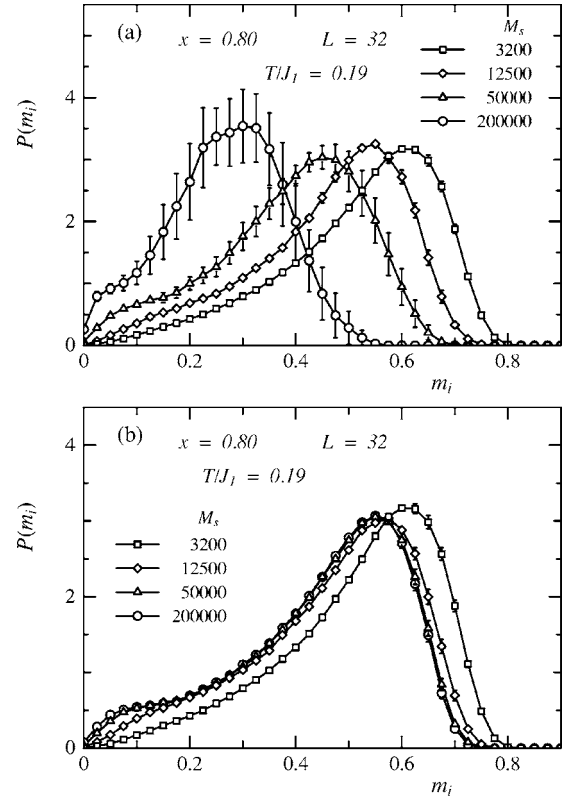 (a)
x = 0.80 L = 32
T/J₁ = 0.19
Mₛ
3200
12500
50000
200000
P(mᵢ)
4
2
0
0 0.2 0.4 0.6 0.8
mᵢ
(b)
x = 0.80 L = 32
T/J₁ = 0.19
Mₛ
3200
12500
50000
200000
P(mᵢ)
4
2
0
0 0.2 0.4 0.6 0.8
mᵢ